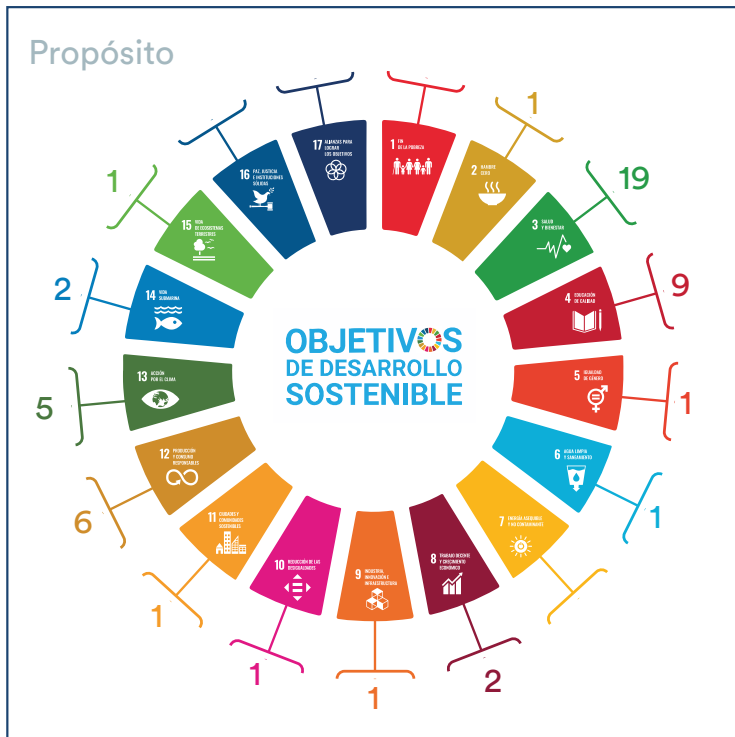 Propósito
1 FIN
DE LA POBREZA
2 HAMBRE
CERO
1
3 SALUD
Y BIENESTAR
19
4 EDUCACIÓN
DE CALIDAD
9
5 IGUALDAD
DE GÉNERO
1
6 AGUA LIMPIA
Y SANEAMIENTO
1
7 ENERGÍA ASEQUIBLE
Y NO CONTAMINANTE
8 TRABAJO DECENTE
Y CRECIMIENTO
ECONÓMICO
2
9 INDUSTRIA,
INNOVACIÓN E
INFRAESTRUCTURA
1
10 REDUCCIÓN DE LAS
DESIGUALDADES
1
11 CIUDADES Y
COMUNIDADES
SOSTENIBLES
1
12 PRODUCCIÓN
Y CONSUMO
RESPONSABLES
6
13 ACCIÓN
POR EL CLIMA
5
14 VIDA
SUBMARINA
2
15 VIDA
DE ECOSISTEMAS
TERRESTRES
1
16 PAZ, JUSTICIA
E INSTITUCIONES
SÓLIDAS
17 ALIANZAS PARA
LOGRAR
LOS OBJETIVOS
OBJETIVOS
DE DESARROLLO
SOSTENIBLE